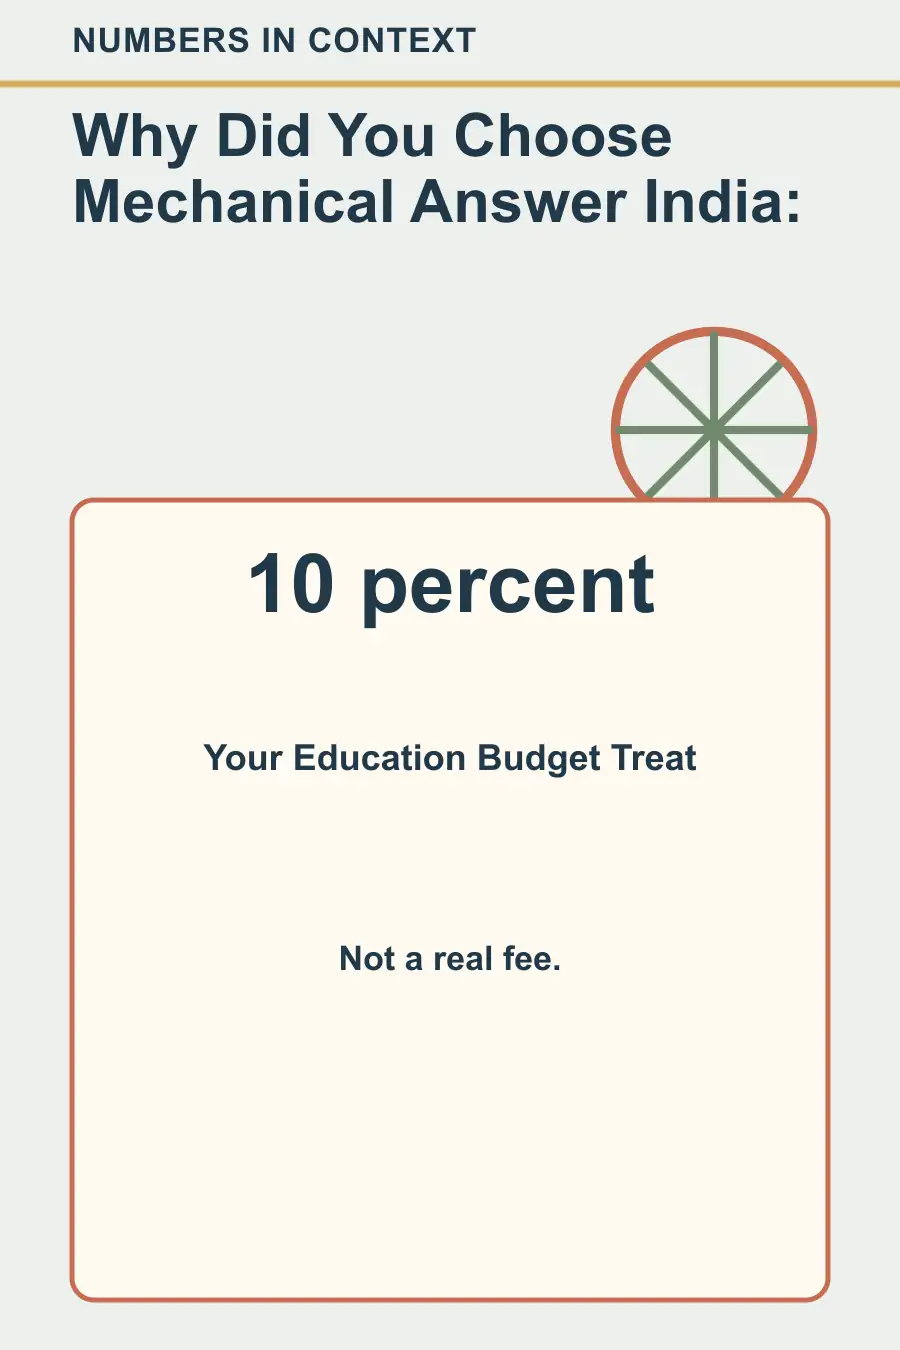 NUMBERS IN CONTEXT
Why Did You Choose
Mechanical Answer India:
10 percent
Your Education Budget Treat
Not a real fee.